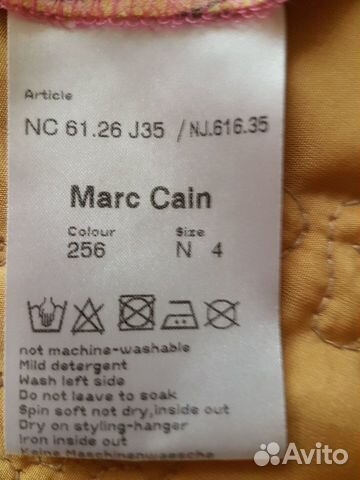 Article
NC 61.26 J35 / NJ.616.35
Marc Cain
Colour Size
256 N 4
not machine-washable
Mild detergent
Wash left side
Do not leave to soak
Spin soft not dry,inside out
Dry on styling-hanger
Iron inside out
Keine Maschinenwaesche
Avito